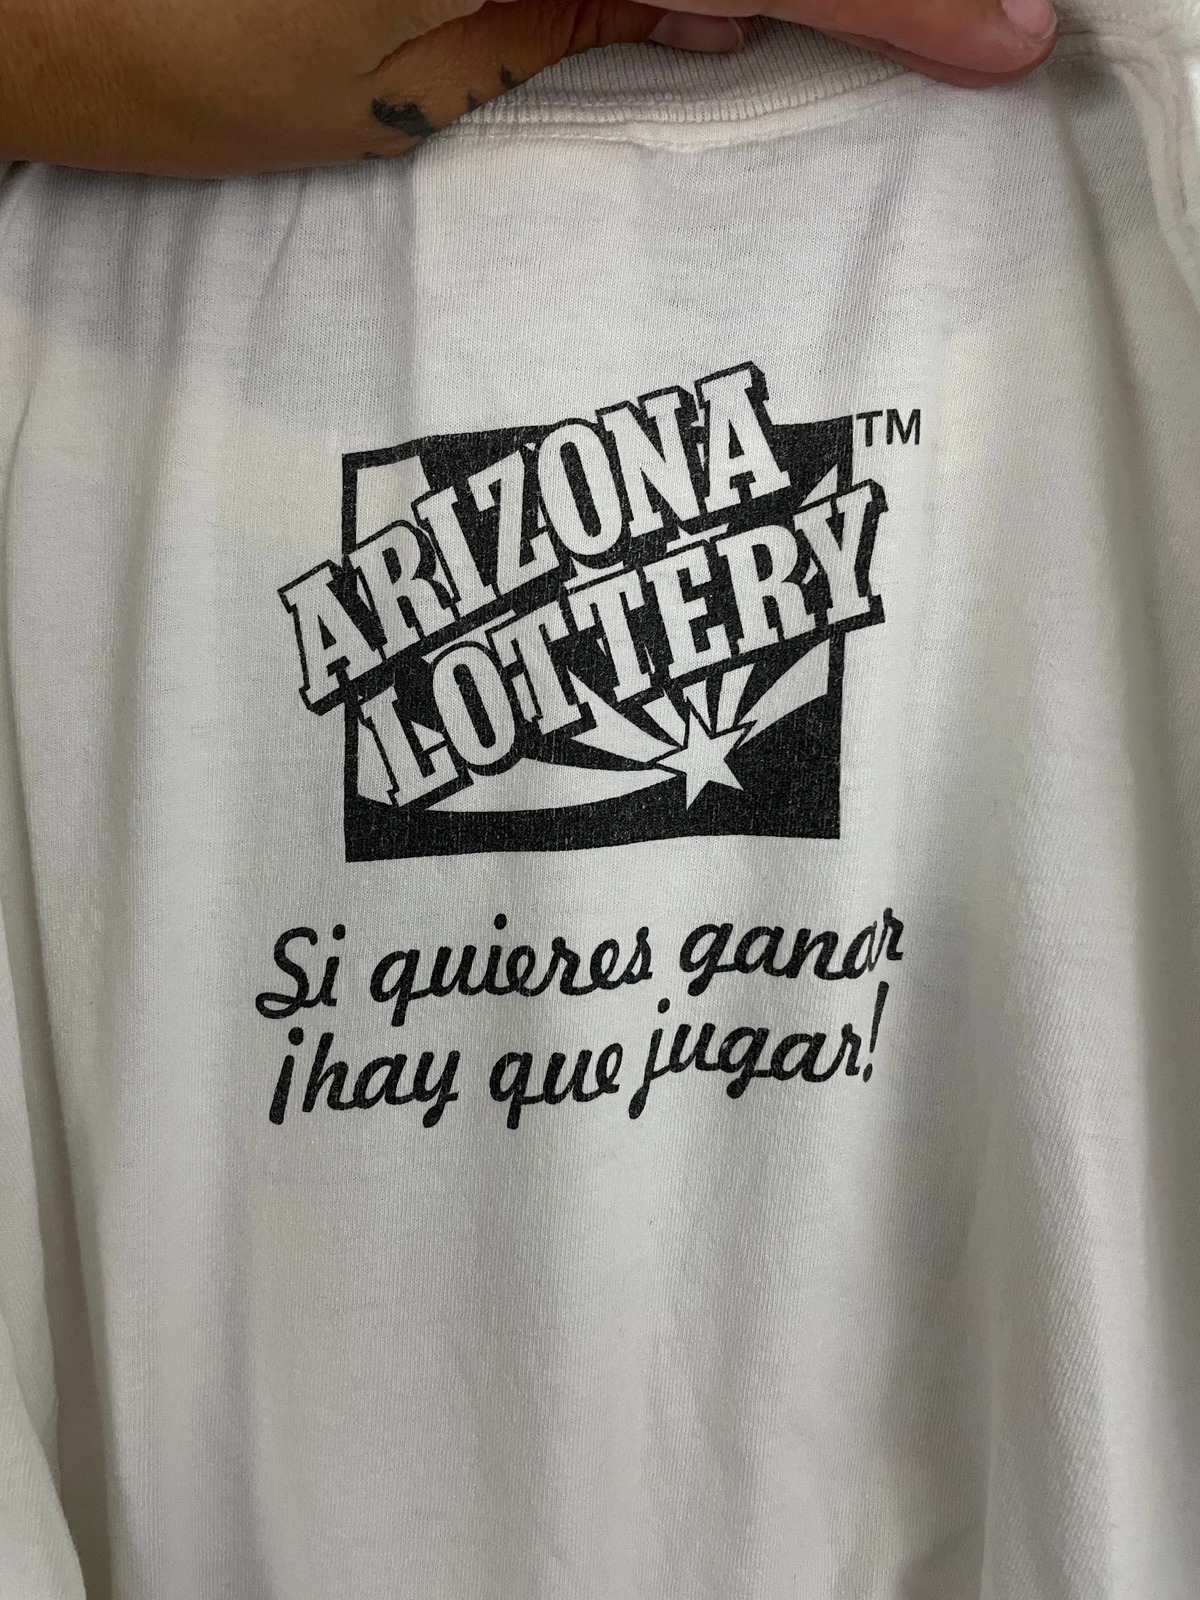 ARIZONA
LOTTERY
TM
Si quieres ganar
¡hay que jugar!